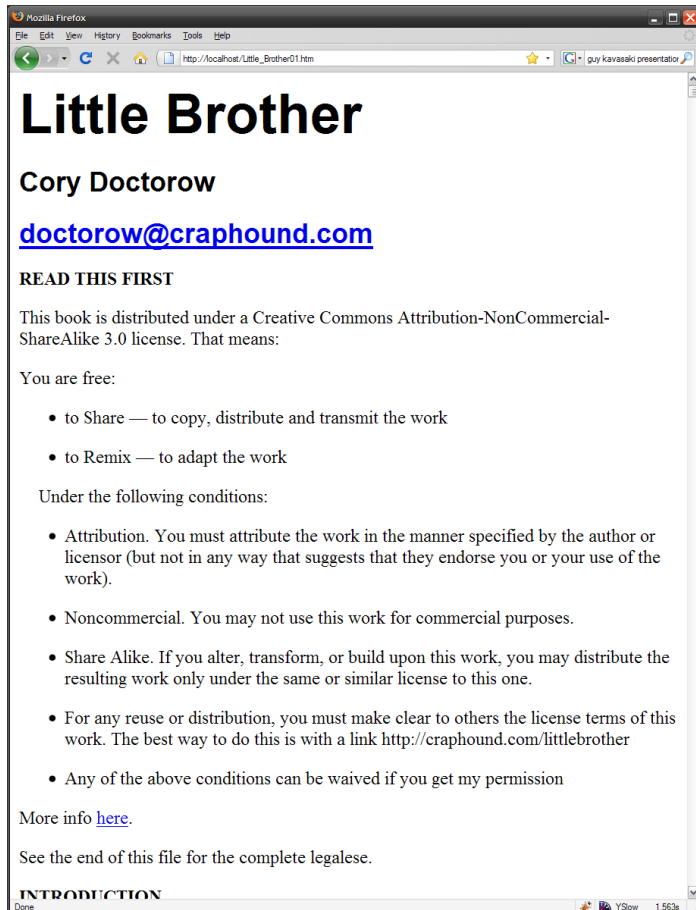 Mozilla Firefox
File Edit View History Bookmarks Tools Help
http://localhost/Little_Brother01.htm
G guy kawasaki presentation
Little Brother
Cory Doctorow
doctorow@craphound.com
READ THIS FIRST
This book is distributed under a Creative Commons Attribution-NonCommercial-
ShareAlike 3.0 license. That means:
You are free:
• to Share — to copy, distribute and transmit the work
• to Remix — to adapt the work
Under the following conditions:
• Attribution. You must attribute the work in the manner specified by the author or
licensor (but not in any way that suggests that they endorse you or your use of the
work).
• Noncommercial. You may not use this work for commercial purposes.
• Share Alike. If you alter, transform, or build upon this work, you may distribute the
resulting work only under the same or similar license to this one.
• For any reuse or distribution, you must make clear to others the license terms of this
work. The best way to do this is with a link http://craphound.com/littlebrother
• Any of the above conditions can be waived if you get my permission
More info here.
See the end of this file for the complete legalese.
INTRODUCTION
Done YSlow 1.563s